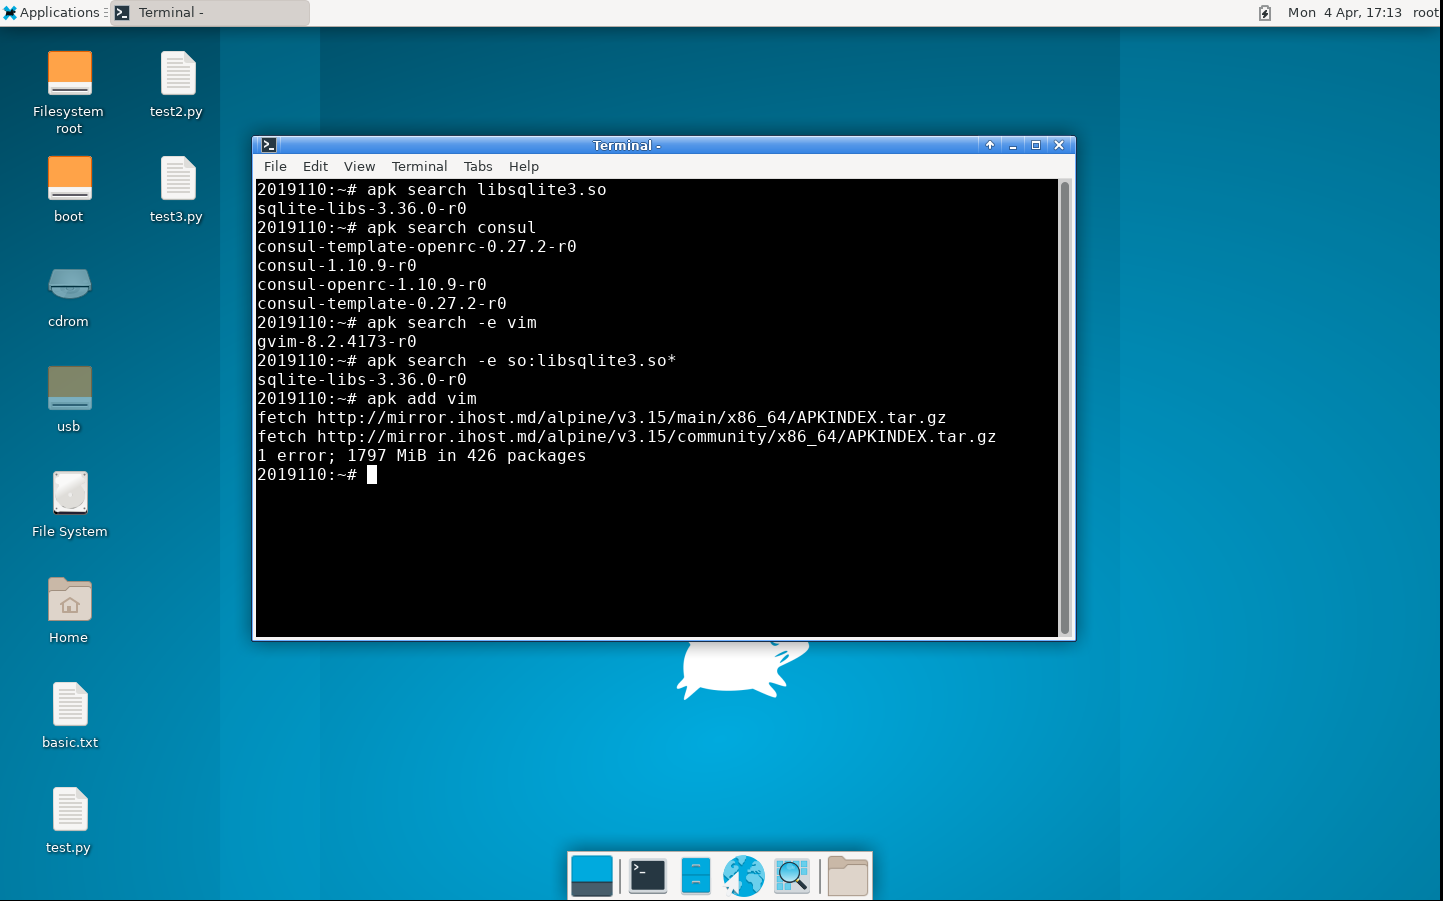 Applications
Terminal -
Mon 4 Apr, 17:13 root
Filesystem
root
test2.py
boot
test3.py
cdrom
usb
File System
Home
basic.txt
test.py
Terminal -
File Edit View Terminal Tabs Help
2019110:~# apk search libsqlite3.so
sqlite-libs-3.36.0-r0
2019110:~# apk search consul
consul-template-openrc-0.27.2-r0
consul-1.10.9-r0
consul-openrc-1.10.9-r0
consul-template-0.27.2-r0
2019110:~# apk search -e vim
gvim-8.2.4173-r0
2019110:~# apk search -e so:libsqlite3.so*
sqlite-libs-3.36.0-r0
2019110:~# apk add vim
fetch http://mirror.ihost.md/alpine/v3.15/main/x86_64/APKINDEX.tar.gz
fetch http://mirror.ihost.md/alpine/v3.15/community/x86_64/APKINDEX.tar.gz
1 error; 1797 MiB in 426 packages
2019110:~#